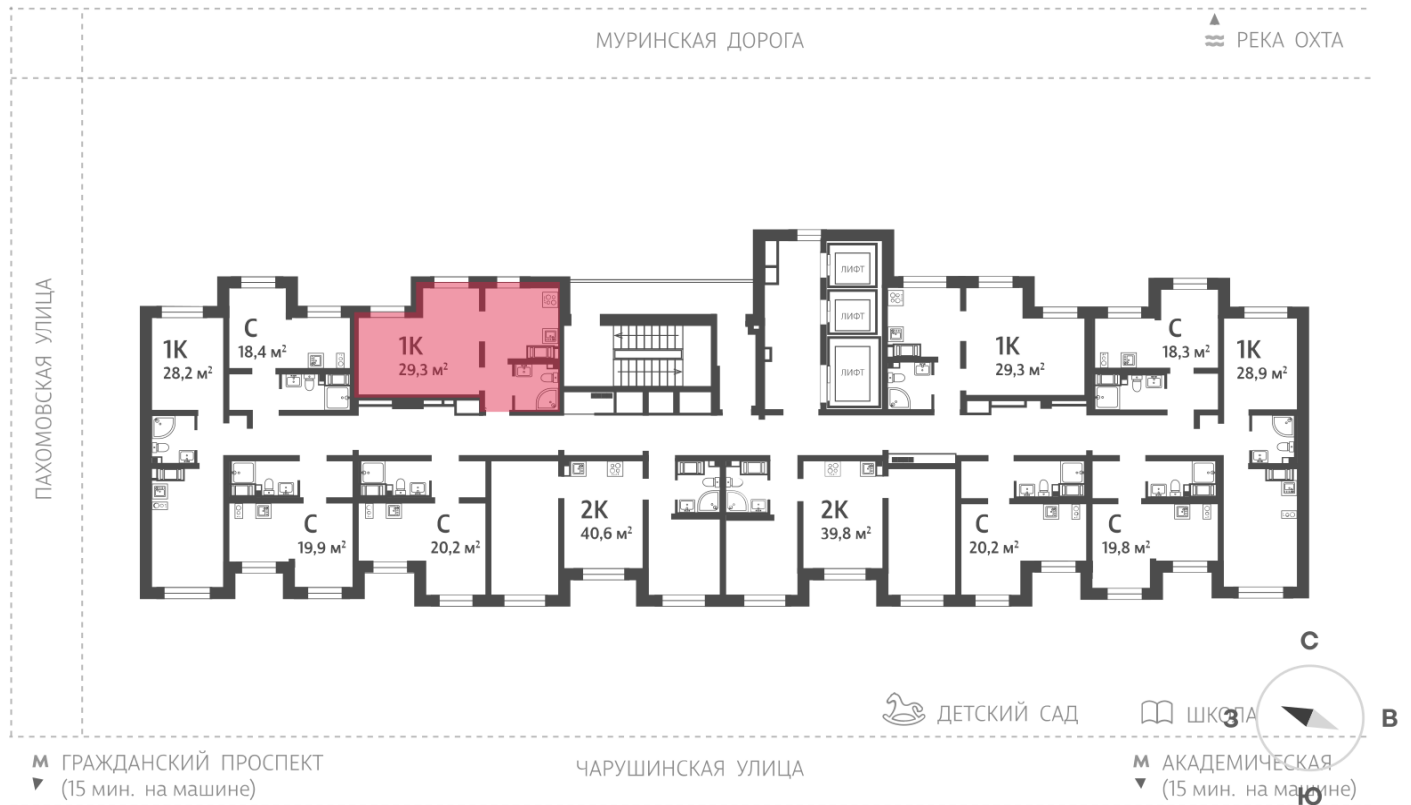 МУРИНСКАЯ ДОРОГА
РЕКА ОХТА
ПАХОМОВСКАЯ УЛИЦА
ЛИФТ
ЛИФТ
ЛИФТ
1К
28,2 м²
С
18,4 м²
1К
29,3 м²
1К
29,3 м²
С
18,3 м²
1К
28,9 м²
С
19,9 м²
С
20,2 м²
2К
40,6 м²
2К
39,8 м²
С
20,2 м²
С
19,8 м²
ДЕТСКИЙ САД
ШКОЛА
С
З
В
Ю
М ГРАЖДАНСКИЙ ПРОСПЕКТ
(15 мин. на машине)
ЧАРУШИНСКАЯ УЛИЦА
М АКАДЕМИЧЕСКАЯ
(15 мин. на машине)